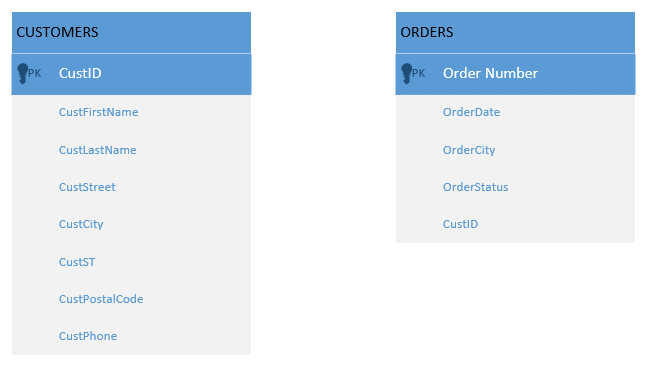 CUSTOMERS
PK CustID
CustFirstName
CustLastName
CustStreet
CustCity
CustST
CustPostalCode
CustPhone
ORDERS
PK Order Number
OrderDate
OrderCity
OrderStatus
CustID